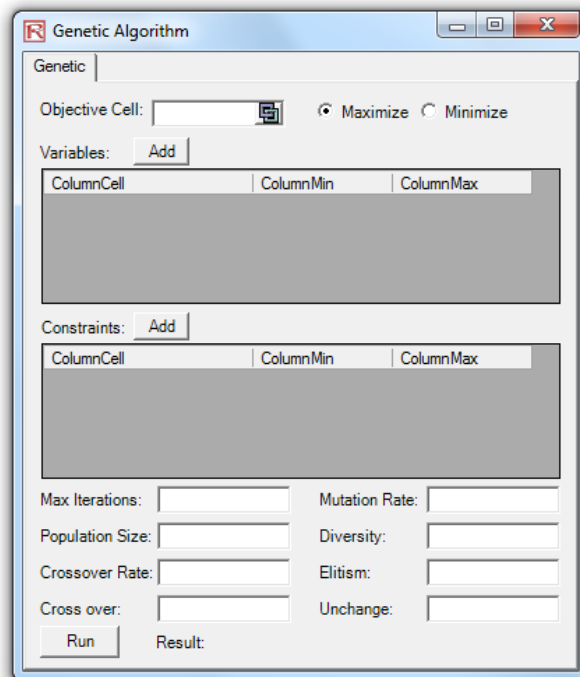 Genetic Algorithm
Genetic
Objective Cell: Maximize Minimize
Variables: Add
ColumnCell ColumnMin ColumnMax
Constraints: Add
ColumnCell ColumnMin ColumnMax
Max Iterations: Mutation Rate:
Population Size: Diversity:
Crossover Rate: Elitism:
Cross over: Unchange:
Run Result: